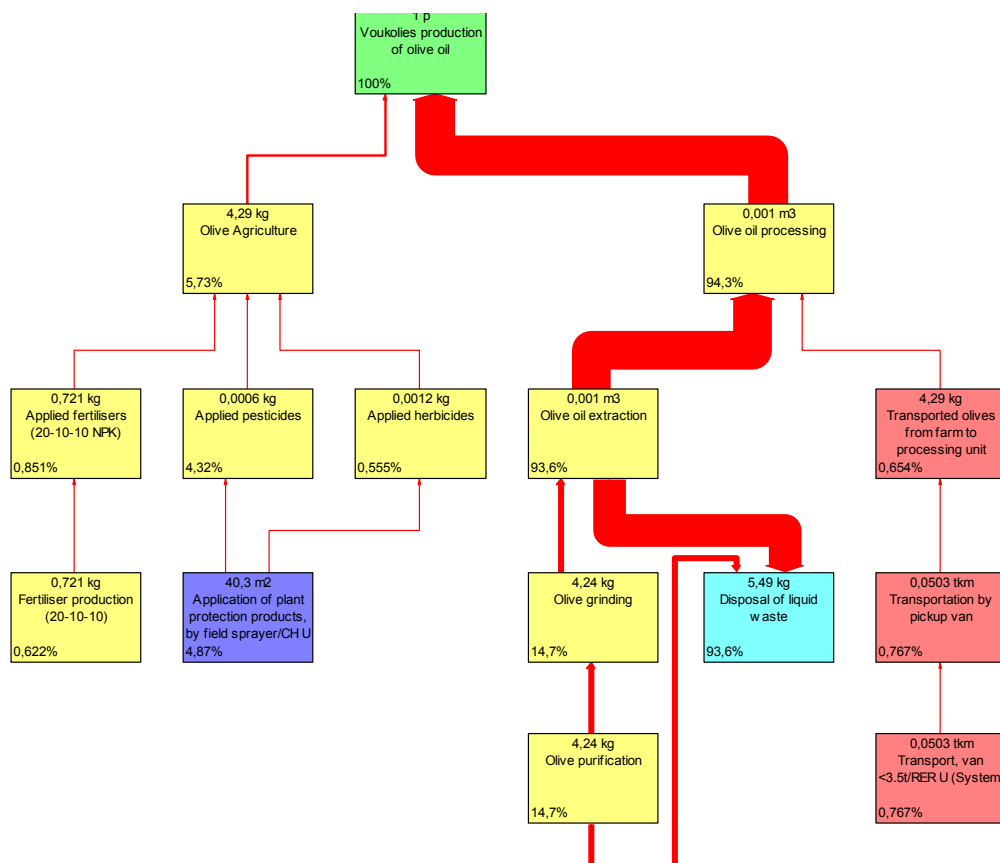 1 p
Voukolies production
of olive oil
100%
4,29 kg
Olive Agriculture
5,73%
0,001 m3
Olive oil processing
94,3%
0,721 kg
Applied fertilisers
(20-10-10 NPK)
0,851%
0,0006 kg
Applied pesticides
4,32%
0,0012 kg
Applied herbicides
0,555%
0,001 m3
Olive oil extraction
93,6%
4,29 kg
Transported olives
from farm to
processing unit
0,654%
0,721 kg
Fertiliser production
(20-10-10)
0,622%
40,3 m2
Application of plant
protection products,
by field sprayer/CH U
4,87%
4,24 kg
Olive grinding
14,7%
5,49 kg
Disposal of liquid
waste
93,6%
0,0503 tkm
Transportation by
pickup van
0,767%
4,24 kg
Olive purification
14,7%
0,0503 tkm
Transport, van
<3.5t/RER U (System
0,767%